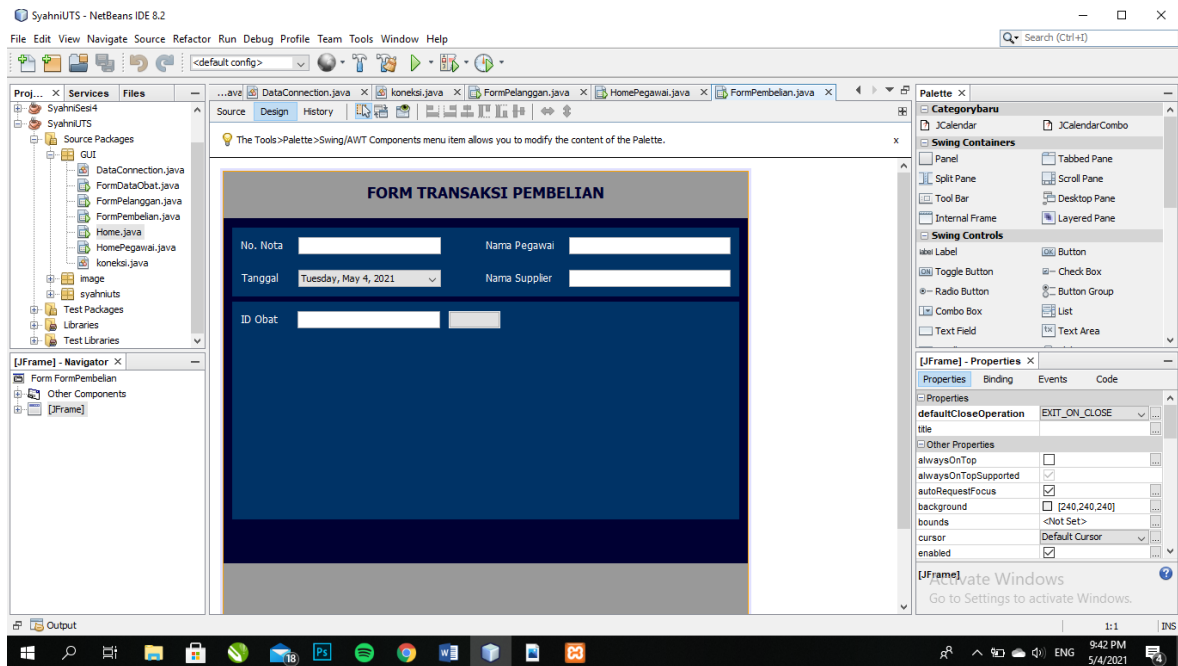 SyahniUTS - NetBeans IDE 8.2
File Edit View Navigate Source Refactor Run Debug Profile Team Tools Window Help
Search (Ctrl+I)
<default config>
Proj... Services Files
SyahniSesi4
SyahniUTS
Source Packages
GUI
DataConnection.java
FormDataObat.java
FormPelanggan.java
FormPembelian.java
Home.java
HomePegawai.java
koneksi.java
image
syahniuts
Test Packages
Libraries
Test Libraries
[JFrame] - Navigator
Form FormPembelian
Other Components
[JFrame]
...ava DataConnection.java koneksi.java FormPelanggan.java HomePegawai.java FormPembelian.java
Source Design History
The Tools>Palette>Swing/AWT Components menu item allows you to modify the content of the Palette. x
FORM TRANSAKSI PEMBELIAN
No. Nota Nama Pegawai
Tanggal Tuesday, May 4, 2021 Nama Supplier
ID Obat
Palette
Categorybaru
JCalendar JCalendarCombo
Swing Containers
Panel Tabbed Pane
Split Pane Scroll Pane
Tool Bar Desktop Pane
Internal Frame Layered Pane
Swing Controls
label Label OK Button
ON Toggle Button Check Box
Radio Button Button Group
Combo Box List
Text Field Text Area
[JFrame] - Properties
Properties Binding Events Code
Properties
defaultCloseOperation EXIT_ON_CLOSE
title
Other Properties
alwaysOnTop
alwaysOnTopSupported
autoRequestFocus
background [240,240,240]
bounds <Not Set>
cursor Default Cursor
enabled
[JFrame]
Activate Windows
Go to Settings to activate Windows.
Output
1:1 INS
18
Ps
ENG
9:42 PM
5/4/2021
4